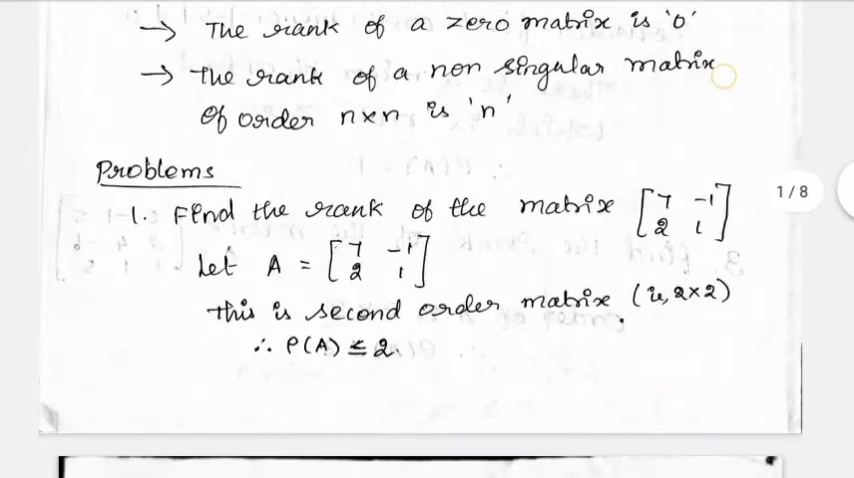 → The rank of a zero matrix is '0'
→ The rank of a non singular matrix
of order n×n is 'n'
Problems
1. Find the rank of the matrix [7 -1
2 1]
Let A = [7 -1
2 1]
This is second order matrix (ie, 2×2)
∴ ρ(A) ≤ 2.
1/8